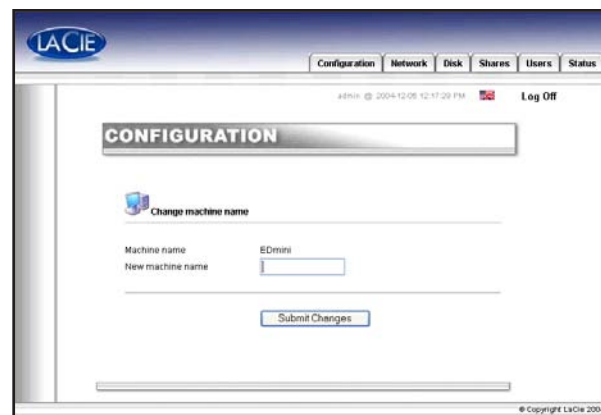 LACIE
Configuration Network Disk Shares Users Status
admin @ 2004-12-06 12:17:29 PM Log Off
CONFIGURATION
Change machine name
Machine name EDmini
New machine name
Submit Changes
© Copyright LaCie 200